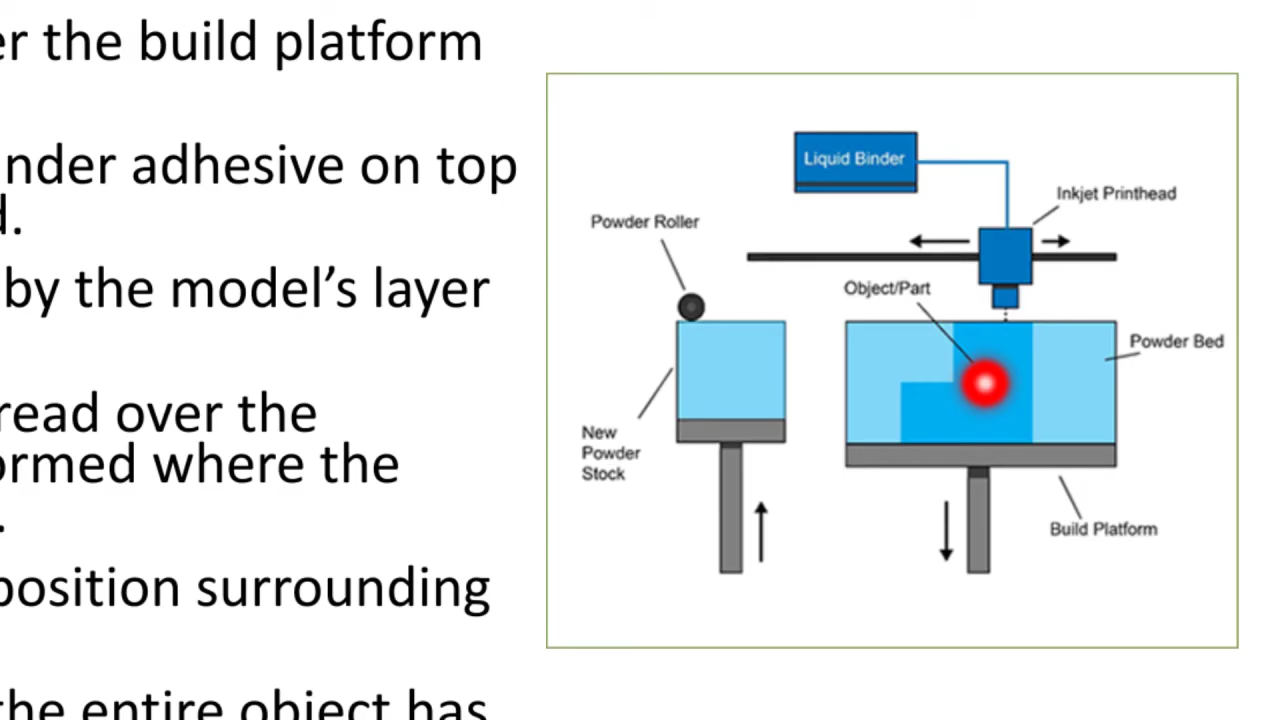 er the build platform
nder adhesive on top
d.
by the model's layer
read over the
ormed where the
.
position surrounding
the entire object has
Liquid Binder
Inkjet Printhead
Powder Roller
Object/Part
Powder Bed
New
Powder
Stock
Build Platform